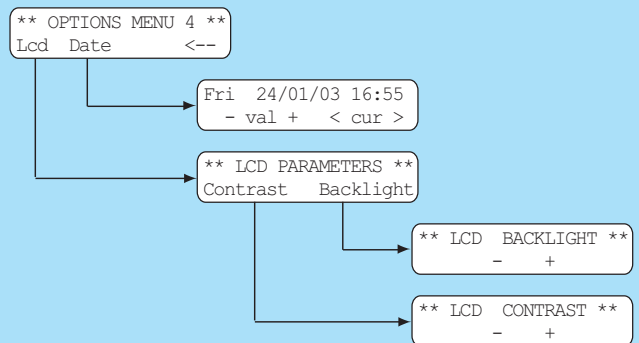 ** OPTIONS MENU 4 **
Lcd Date <--
Fri 24/01/03 16:55
- val + < cur >
** LCD PARAMETERS **
Contrast Backlight
** LCD BACKLIGHT **
- +
** LCD CONTRAST **
- +